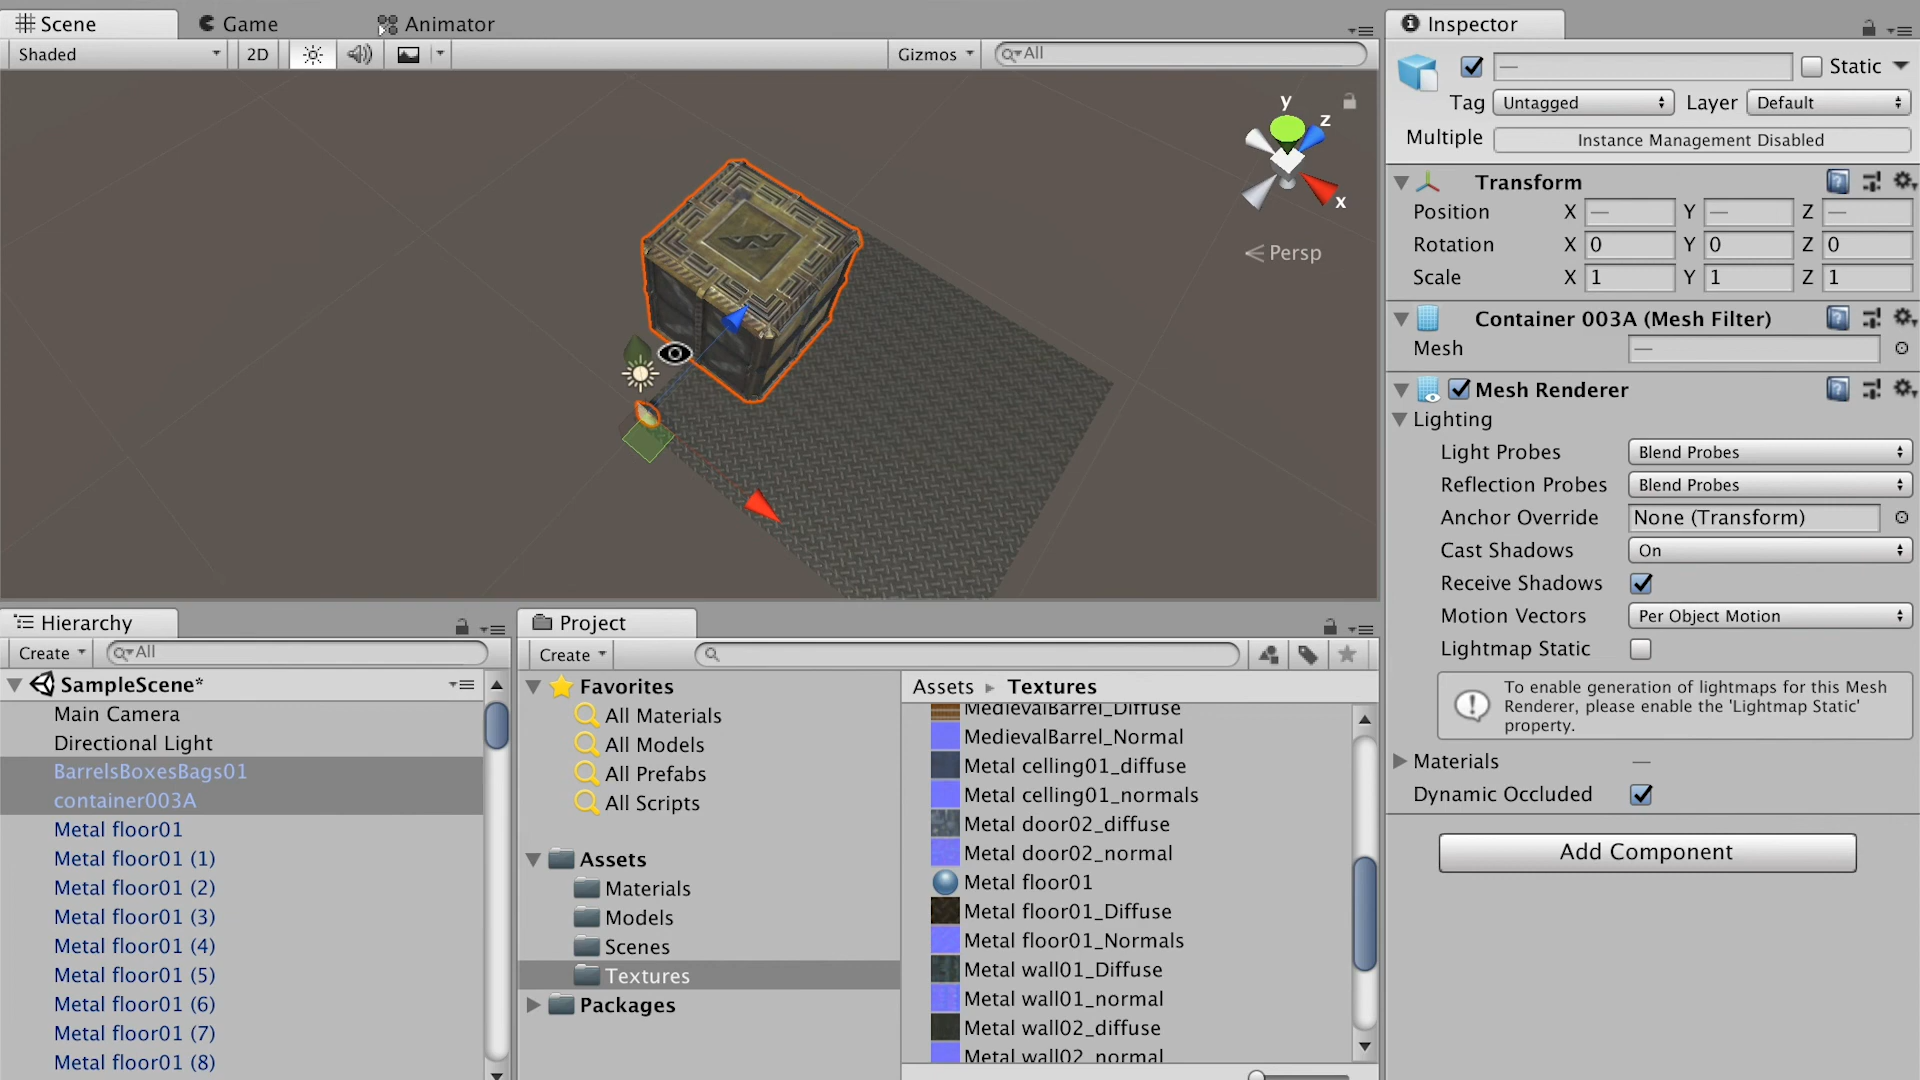 Scene
Game
Animator
Shaded
2D
Gizmos
All
y
z
x
Persp
Hierarchy
Create
All
SampleScene*
Main Camera
Directional Light
BarrelsBoxesBags01
container003A
Metal floor01
Metal floor01 (1)
Metal floor01 (2)
Metal floor01 (3)
Metal floor01 (4)
Metal floor01 (5)
Metal floor01 (6)
Metal floor01 (7)
Metal floor01 (8)
Project
Create
Favorites
All Materials
All Models
All Prefabs
All Scripts
Assets
Materials
Models
Scenes
Textures
Packages
Assets Textures
MedievalBarrel_Diffuse
MedievalBarrel_Normal
Metal celling01_diffuse
Metal celling01_normals
Metal door02_diffuse
Metal door02_normal
Metal floor01
Metal floor01_Diffuse
Metal floor01_Normals
Metal wall01_Diffuse
Metal wall01_normal
Metal wall02_diffuse
Metal wall02_normal
Inspector
— Static
Tag Untagged Layer Default
Multiple Instance Management Disabled
Transform
Position X — Y — Z —
Rotation X 0 Y 0 Z 0
Scale X 1 Y 1 Z 1
Container 003A (Mesh Filter)
Mesh —
Mesh Renderer
Lighting
Light Probes Blend Probes
Reflection Probes Blend Probes
Anchor Override None (Transform)
Cast Shadows On
Receive Shadows
Motion Vectors Per Object Motion
Lightmap Static
To enable generation of lightmaps for this Mesh
Renderer, please enable the 'Lightmap Static'
property.
Materials —
Dynamic Occluded
Add Component